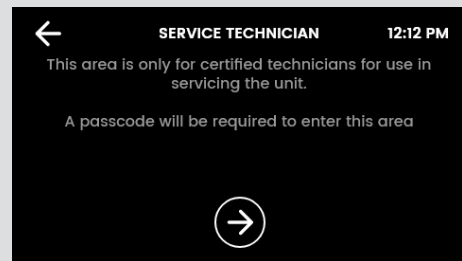 SERVICE TECHNICIAN 12:12 PM
This area is only for certified technicians for use in
servicing the unit.
A passcode will be required to enter this area